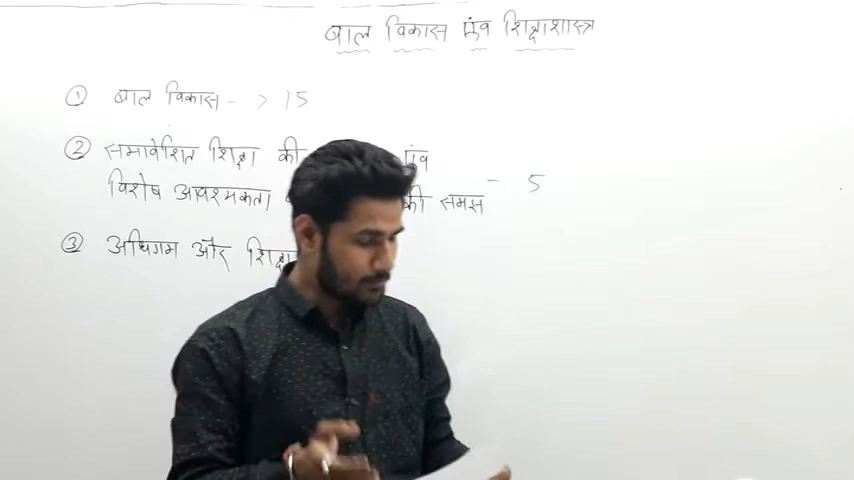 बाल विकास एंव शिक्षाशास्त्र
① बाल विकास - > 15
② समावेशित शिक्षा की एंव
विशेष आवश्यकता की समस - 5
③ अधिगम और शिक्षा